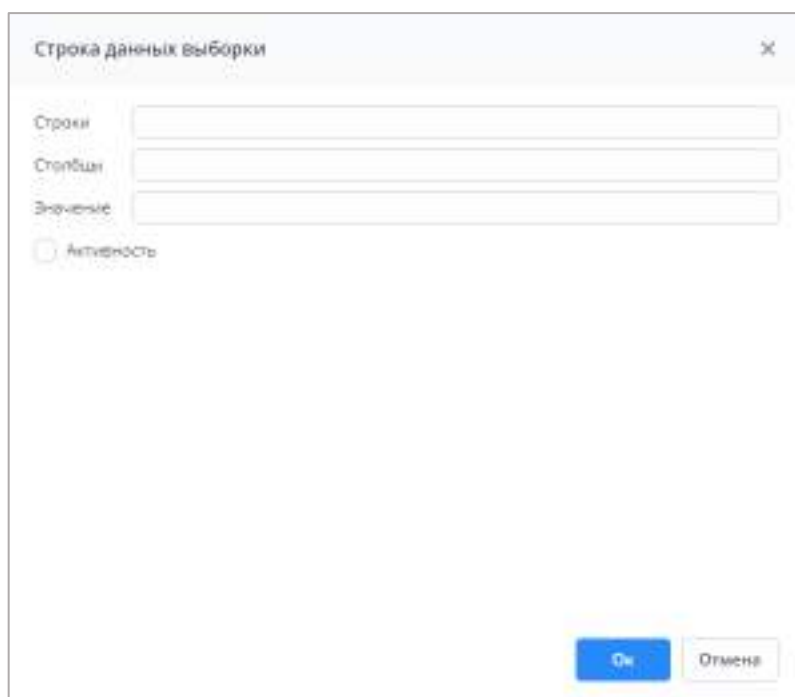 Строка данных выборки
Строки
Столбцы
Значение
Активность
Ок Отмена